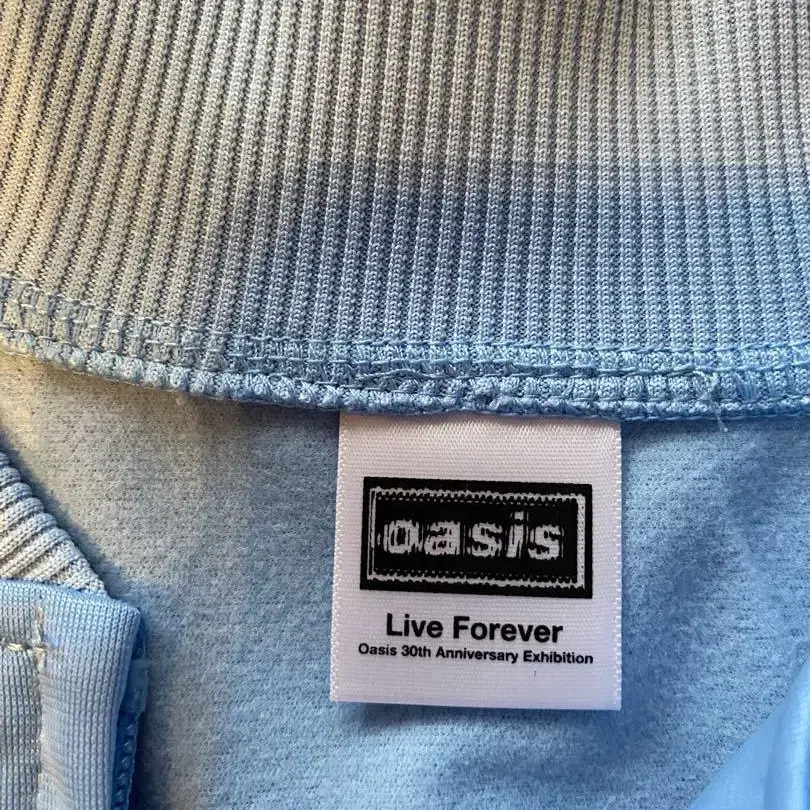 oasis
Live Forever
Oasis 30th Anniversary Exhibition